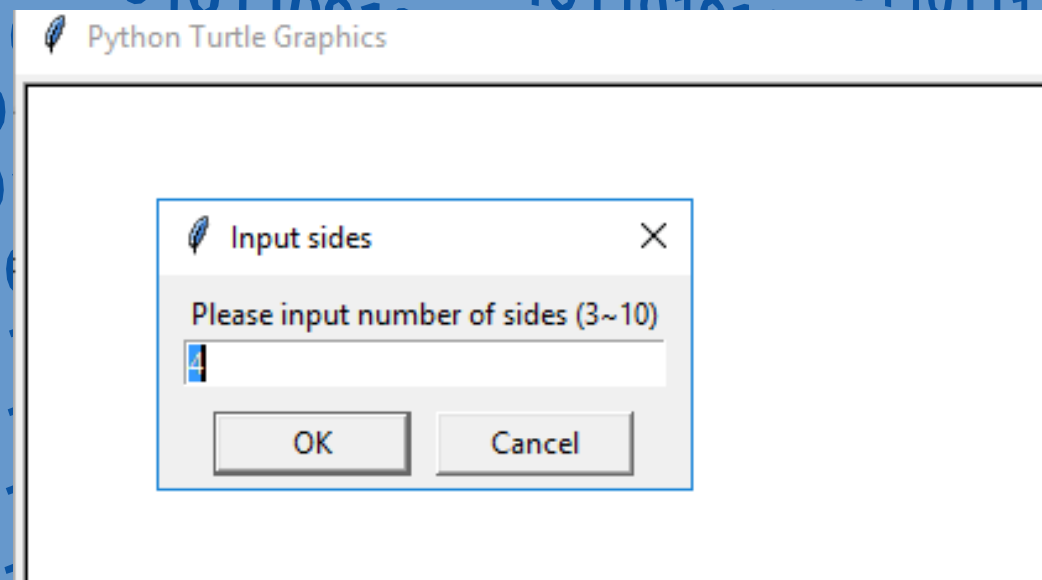 Python Turtle Graphics
Input sides
Please input number of sides (3~10)
4
OK
Cancel